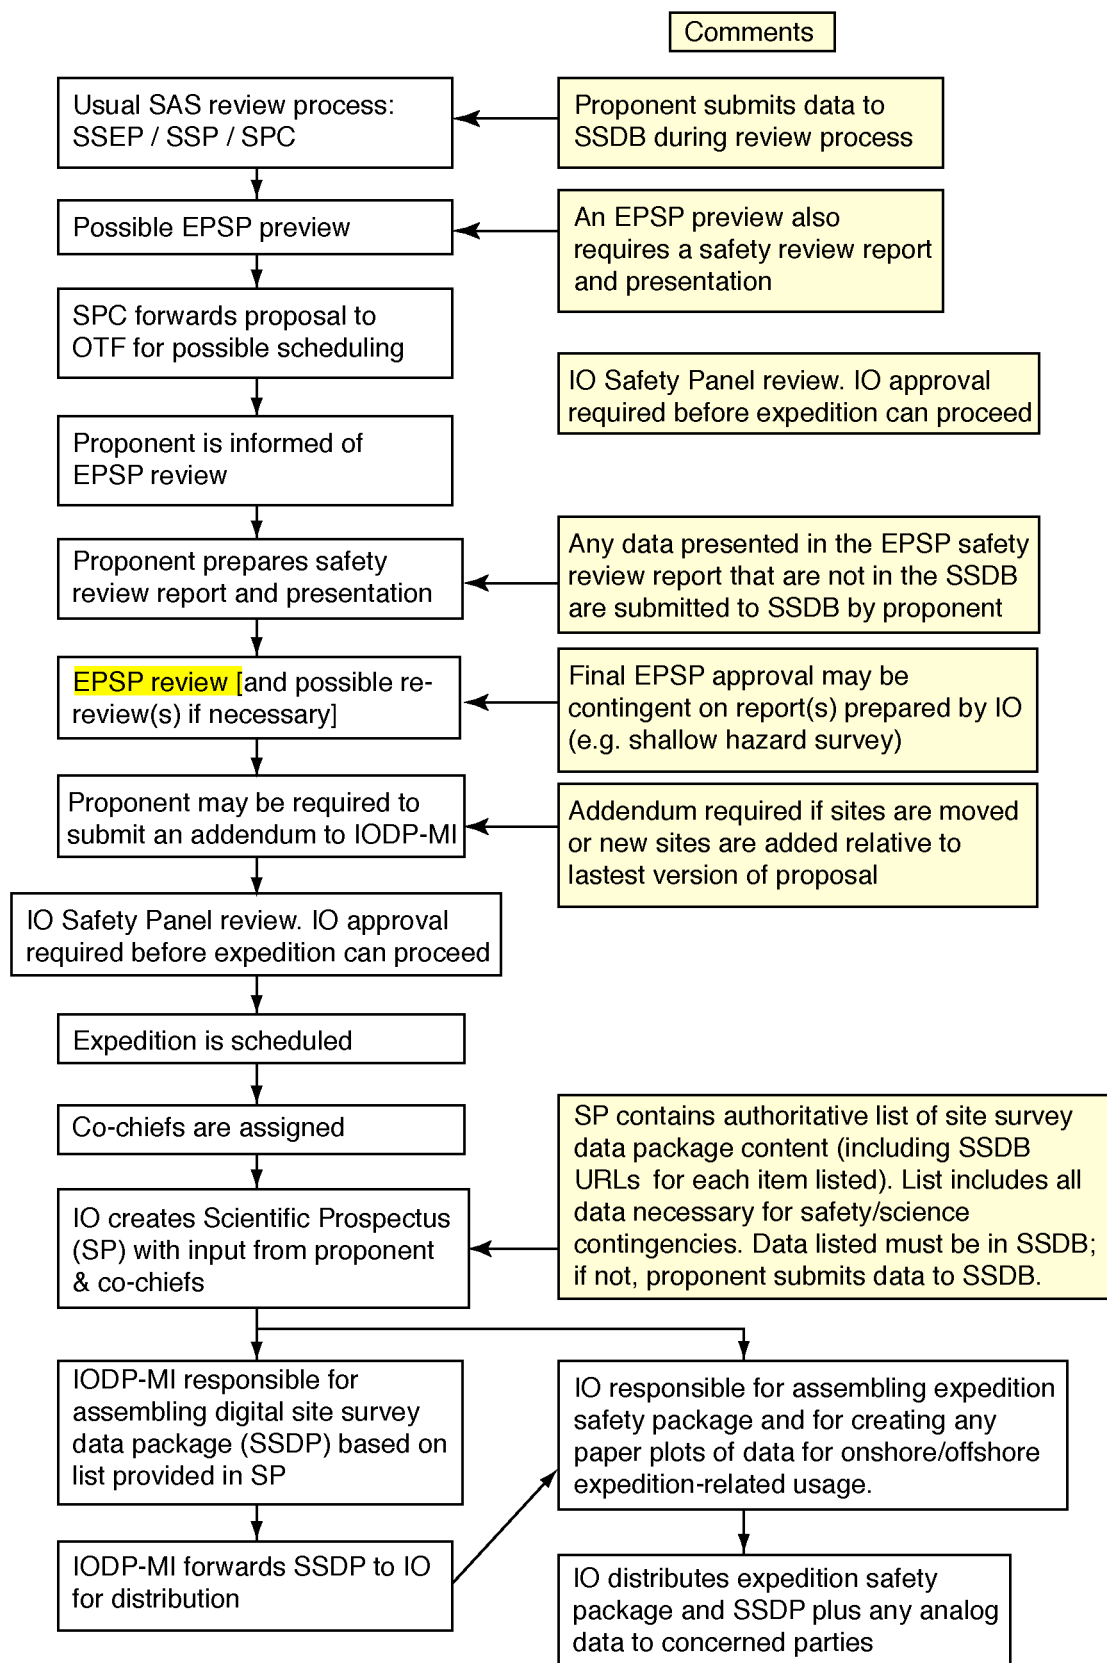 Comments
Usual SAS review process:
SSEP / SSP / SPC
Proponent submits data to
SSDB during review process
Possible EPSP preview
An EPSP preview also
requires a safety review report
and presentation
SPC forwards proposal to
OTF for possible scheduling
IO Safety Panel review. IO approval
required before expedition can proceed
Proponent is informed of
EPSP review
Proponent prepares safety
review report and presentation
Any data presented in the EPSP safety
review report that are not in the SSDB
are submitted to SSDB by proponent
EPSP review [and possible re-
review(s) if necessary]
Final EPSP approval may be
contingent on report(s) prepared by IO
(e.g. shallow hazard survey)
Proponent may be required to
submit an addendum to IODP-MI
Addendum required if sites are moved
or new sites are added relative to
lastest version of proposal
IO Safety Panel review. IO approval
required before expedition can proceed
Expedition is scheduled
Co-chiefs are assigned
SP contains authoritative list of site survey
data package content (including SSDB
URLs for each item listed). List includes all
data necessary for safety/science
contingencies. Data listed must be in SSDB;
if not, proponent submits data to SSDB.
IO creates Scientific Prospectus
(SP) with input from proponent
& co-chiefs
IODP-MI responsible for
assembling digital site survey
data package (SSDP) based on
list provided in SP
IO responsible for assembling expedition
safety package and for creating any
paper plots of data for onshore/offshore
expedition-related usage.
IODP-MI forwards SSDP to IO
for distribution
IO distributes expedition safety
package and SSDP plus any analog
data to concerned parties